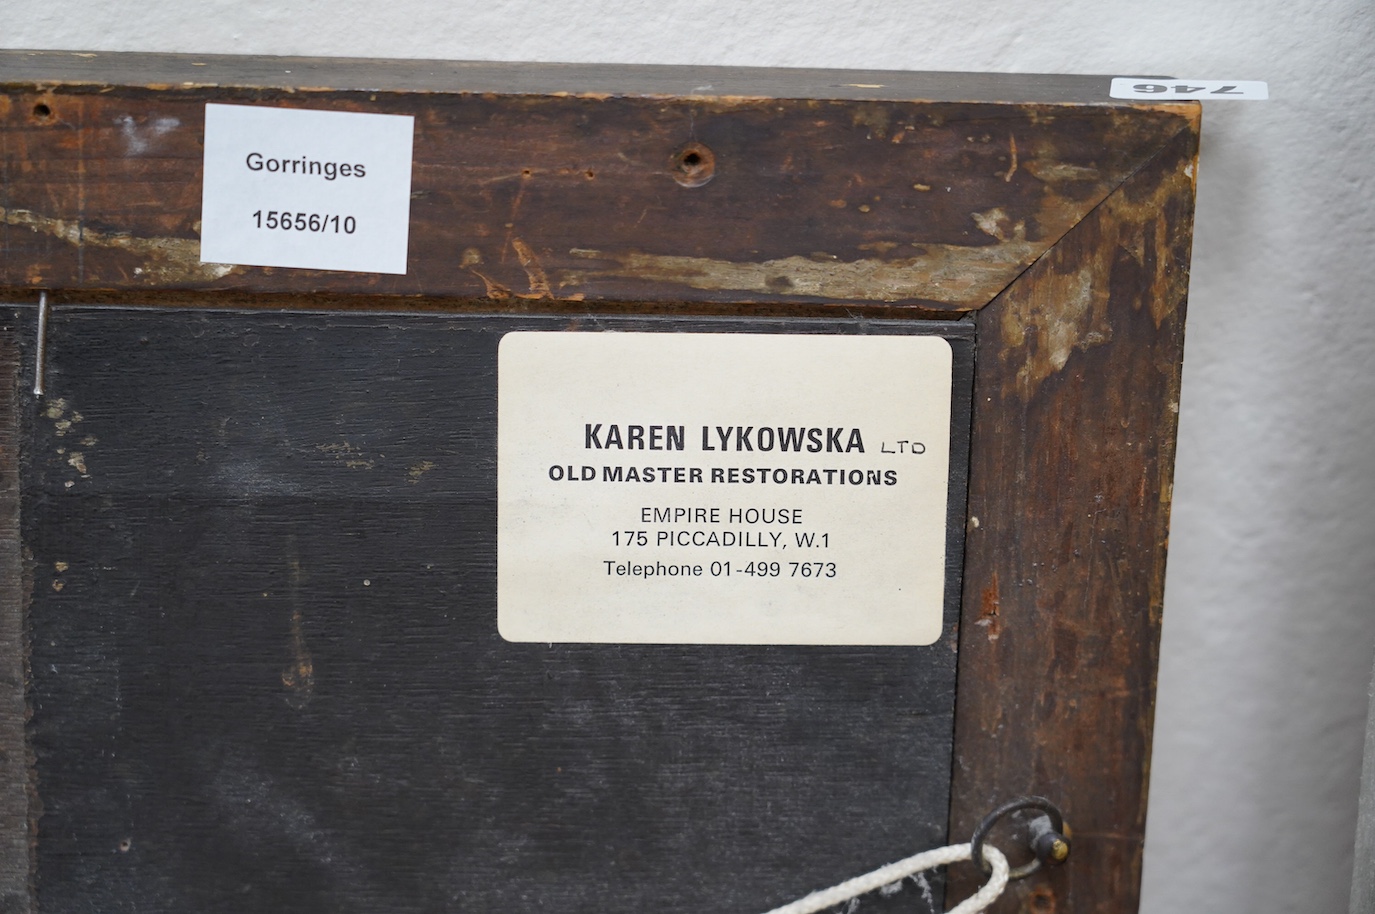 746
Gorringes
15656/10
KAREN LYKOWSKA LTD
OLD MASTER RESTORATIONS
EMPIRE HOUSE
175 PICCADILLY, W.1
Telephone 01-499 7673